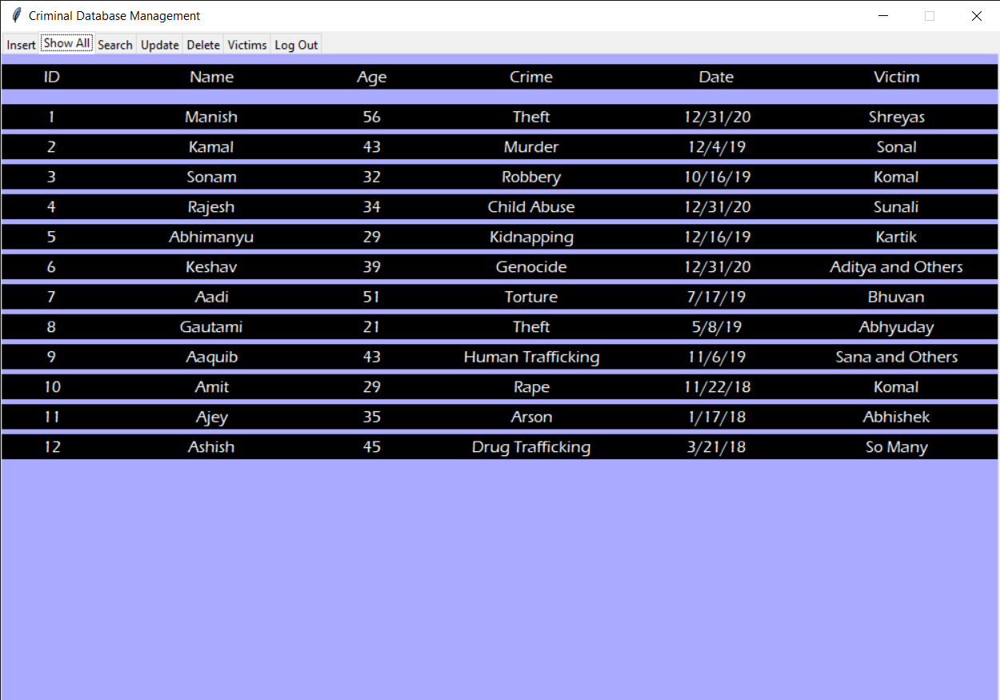 Criminal Database Management
Insert Show All Search Update Delete Victims Log Out
ID Name Age Crime Date Victim
1 Manish 56 Theft 12/31/20 Shreyas
2 Kamal 43 Murder 12/4/19 Sonal
3 Sonam 32 Robbery 10/16/19 Komal
4 Rajesh 34 Child Abuse 12/31/20 Sunali
5 Abhimanyu 29 Kidnapping 12/16/19 Kartik
6 Keshav 39 Genocide 12/31/20 Aditya and Others
7 Aadi 51 Torture 7/17/19 Bhuvan
8 Gautami 21 Theft 5/8/19 Abhyuday
9 Aaquib 43 Human Trafficking 11/6/19 Sana and Others
10 Amit 29 Rape 11/22/18 Komal
11 Ajey 35 Arson 1/17/18 Abhishek
12 Ashish 45 Drug Trafficking 3/21/18 So Many